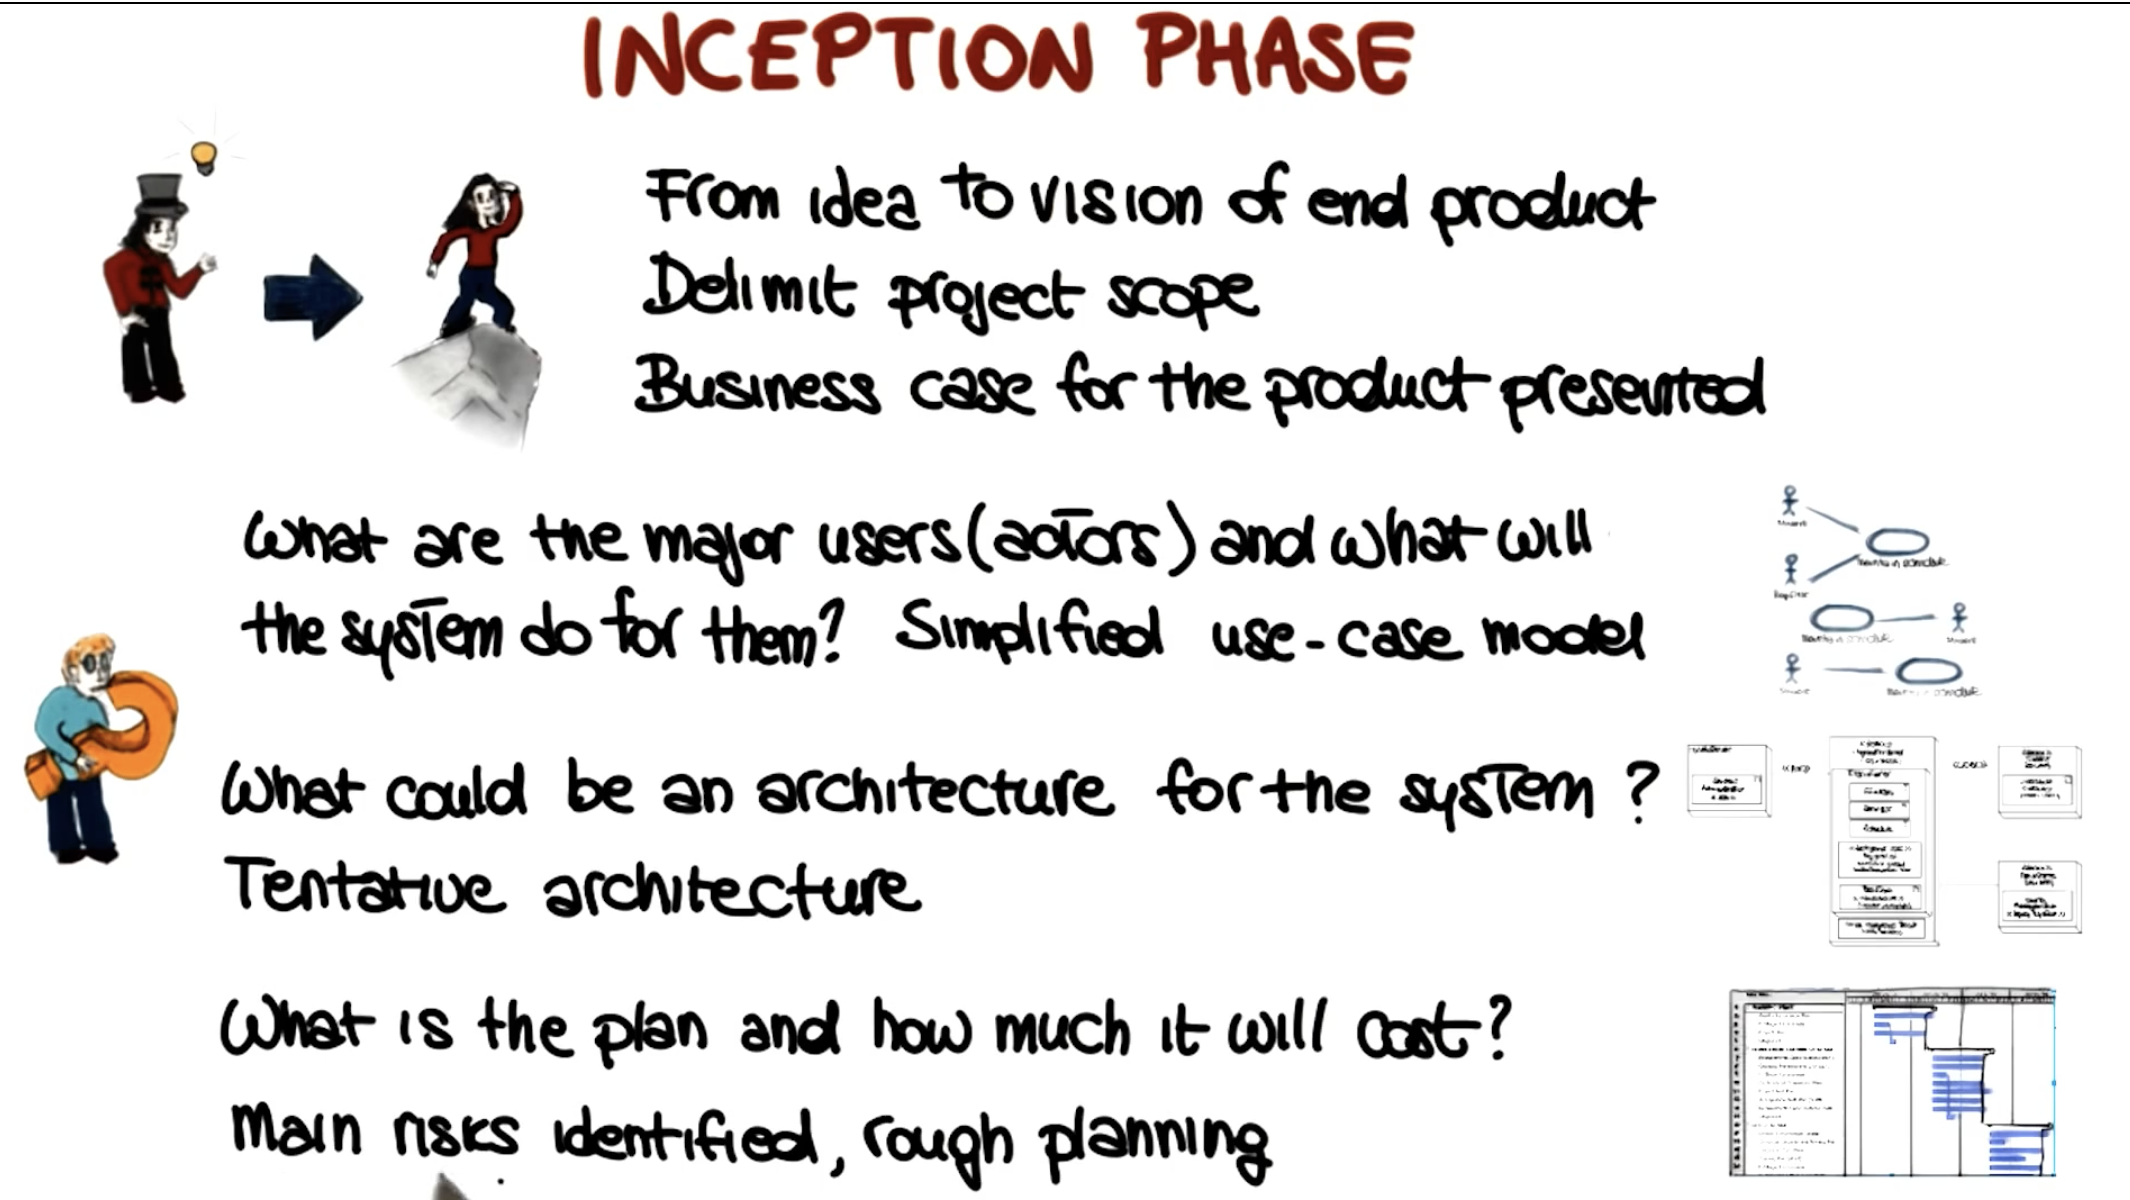 INCEPTION PHASE
From idea to vision of end product
Delimit project scope
Business case for the product presented
What are the major users (actors) and what will
the system do for them? Simplified use-case model
What could be an architecture for the system ?
Tentative architecture
What is the plan and how much it will cost?
Main risks identified, rough planning